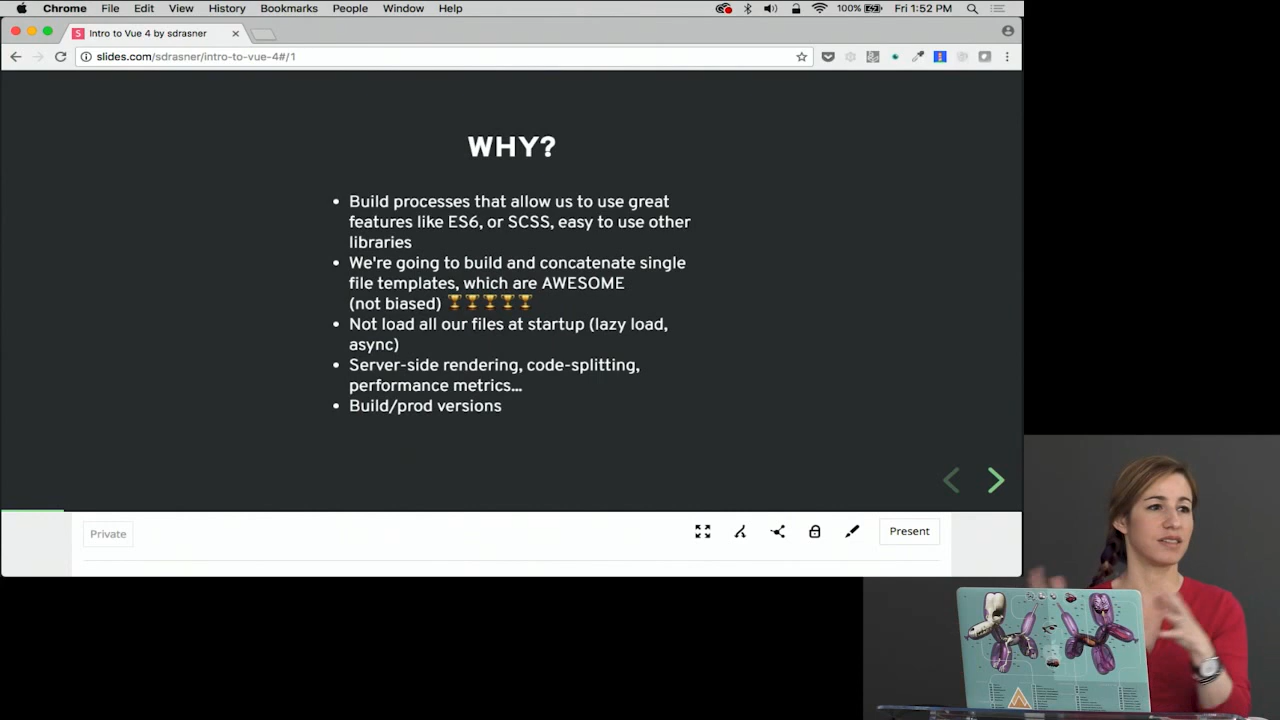 Chrome File Edit View History Bookmarks People Window Help 100% Fri 1:52 PM
Intro to Vue 4 by sdrasner
slides.com/sdrasner/intro-to-vue-4#/1
WHY?
• Build processes that allow us to use great
features like ES6, or SCSS, easy to use other
libraries
• We're going to build and concatenate single
file templates, which are AWESOME
(not biased) 🏆🏆🏆🏆🏆
• Not load all our files at startup (lazy load,
async)
• Server-side rendering, code-splitting,
performance metrics...
• Build/prod versions
Private
Present